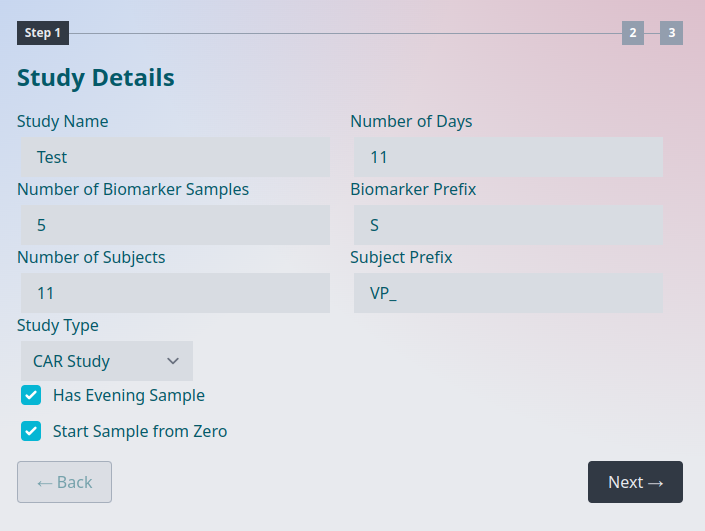 Step 1 2 3
Study Details
Study Name Number of Days
Test 11
Number of Biomarker Samples Biomarker Prefix
5 S
Number of Subjects Subject Prefix
11 VP_
Study Type
CAR Study
Has Evening Sample
Start Sample from Zero
← Back Next →